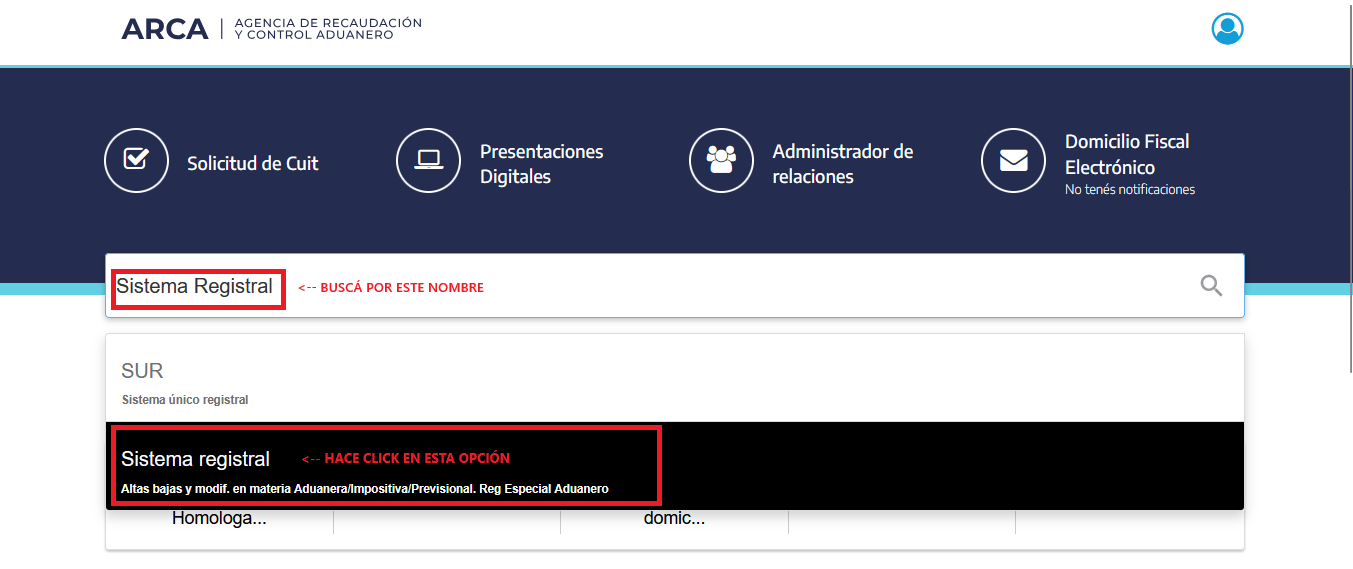 ARCA
AGENCIA DE RECAUDACIÓN
Y CONTROL ADUANERO
Solicitud de Cuit
Presentaciones
Digitales
Administrador de
relaciones
Domicilio Fiscal
Electrónico
No tenés notificaciones
Sistema Registral <-- BUSCÁ POR ESTE NOMBRE
SUR
Sistema único registral
Sistema registral <-- HACE CLICK EN ESTA OPCIÓN
Altas bajas y modif. en materia Aduanera/Impositiva/Previsional. Reg Especial Aduanero
Homologa... domic...